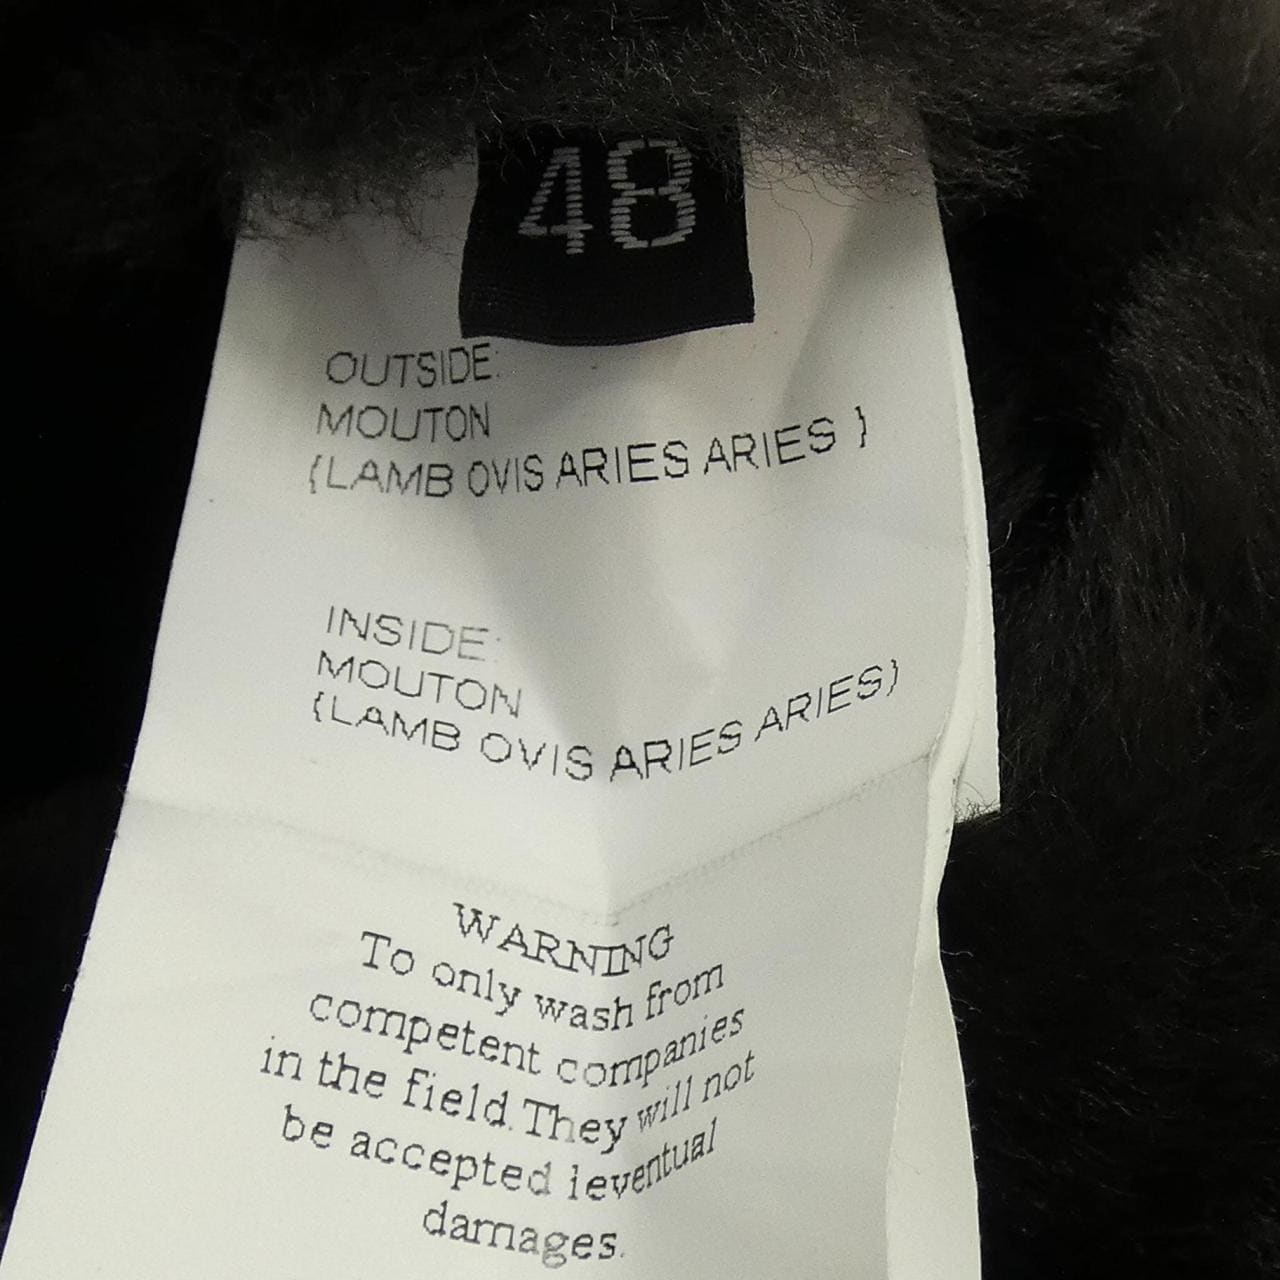 48
OUTSIDE:
MOUTON
(LAMB OVIS ARIES ARIES )
INSIDE:
MOUTON
(LAMB OVIS ARIES ARIES)
WARNING
To only wash from
competent companies
in the field.They will not
be accepted ieventual
damages.